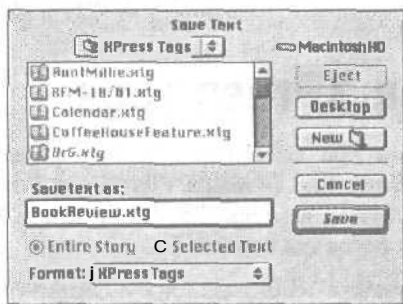 Save Text
XPress Tags
Macintosh HD
AuntMillie.xtg
Eject
BFM-10/01.xtg
Calendar.xtg
Desktop
CoffeeHouseFeature.xtg
New
DrG.xtg
Save text as:
Cancel
BookReview.xtg
Save
Entire Story C Selected Text
Format: XPress Tags